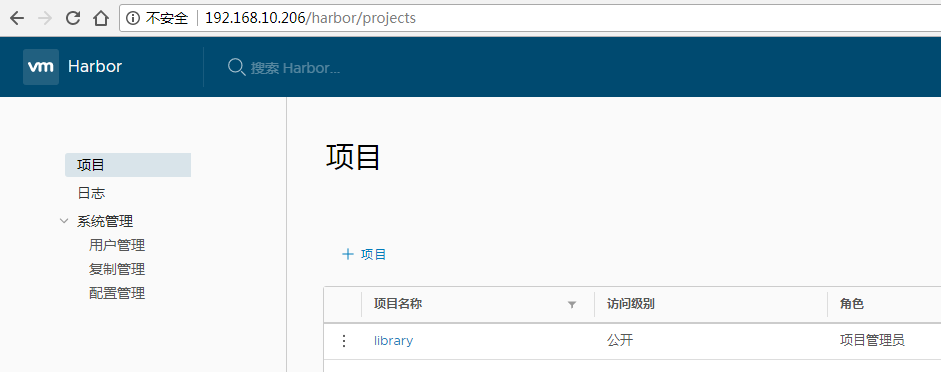 不安全 192.168.10.206/harbor/projects
vm Harbor 搜索 Harbor...
项目
日志
系统管理
用户管理
复制管理
配置管理
项目
+ 项目
项目名称 访问级别 角色
library 公开 项目管理员